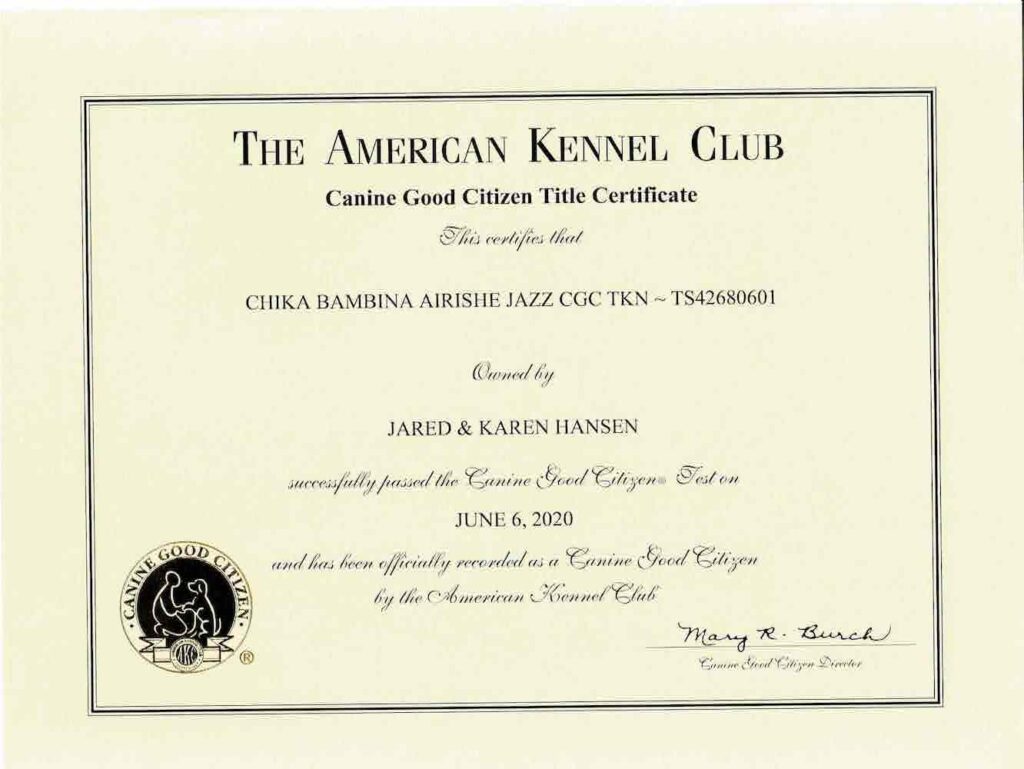 THE AMERICAN KENNEL CLUB
Canine Good Citizen Title Certificate
This certifies that
CHIKA BAMBINA AIRISHE JAZZ CGC TKN ~ TS42680601
Owned by
JARED & KAREN HANSEN
successfully passed the Canine Good Citizen® Test on
JUNE 6, 2020
and has been officially recorded as a Canine Good Citizen
by the American Kennel Club
·CANINE GOOD CITIZEN·
AKC
®
Mary R. Burch
Canine Good Citizen Director